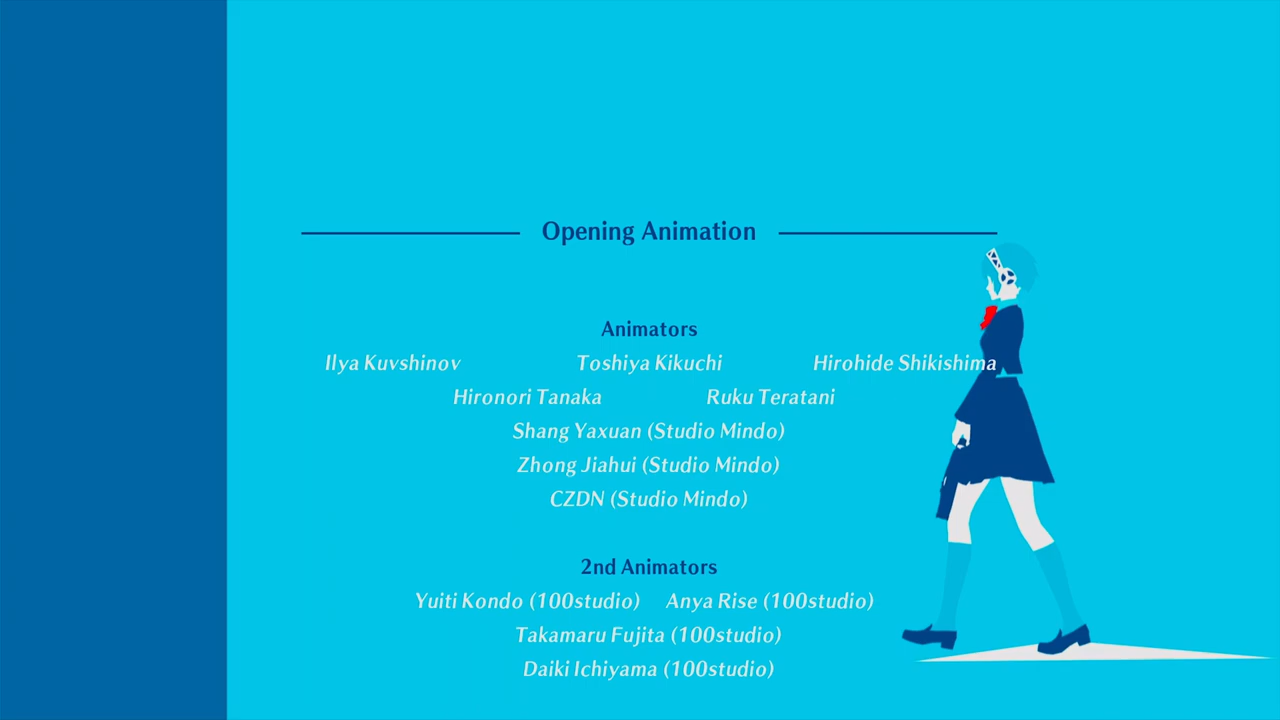 Opening Animation
Animators
Ilya Kuvshinov Toshiya Kikuchi Hirohide Shikishima
Hironori Tanaka Ruku Teratani
Shang Yaxuan (Studio Mindo)
Zhong Jiahui (Studio Mindo)
CZDN (Studio Mindo)
2nd Animators
Yuiti Kondo (100studio) Anya Rise (100studio)
Takamaru Fujita (100studio)
Daiki Ichiyama (100studio)